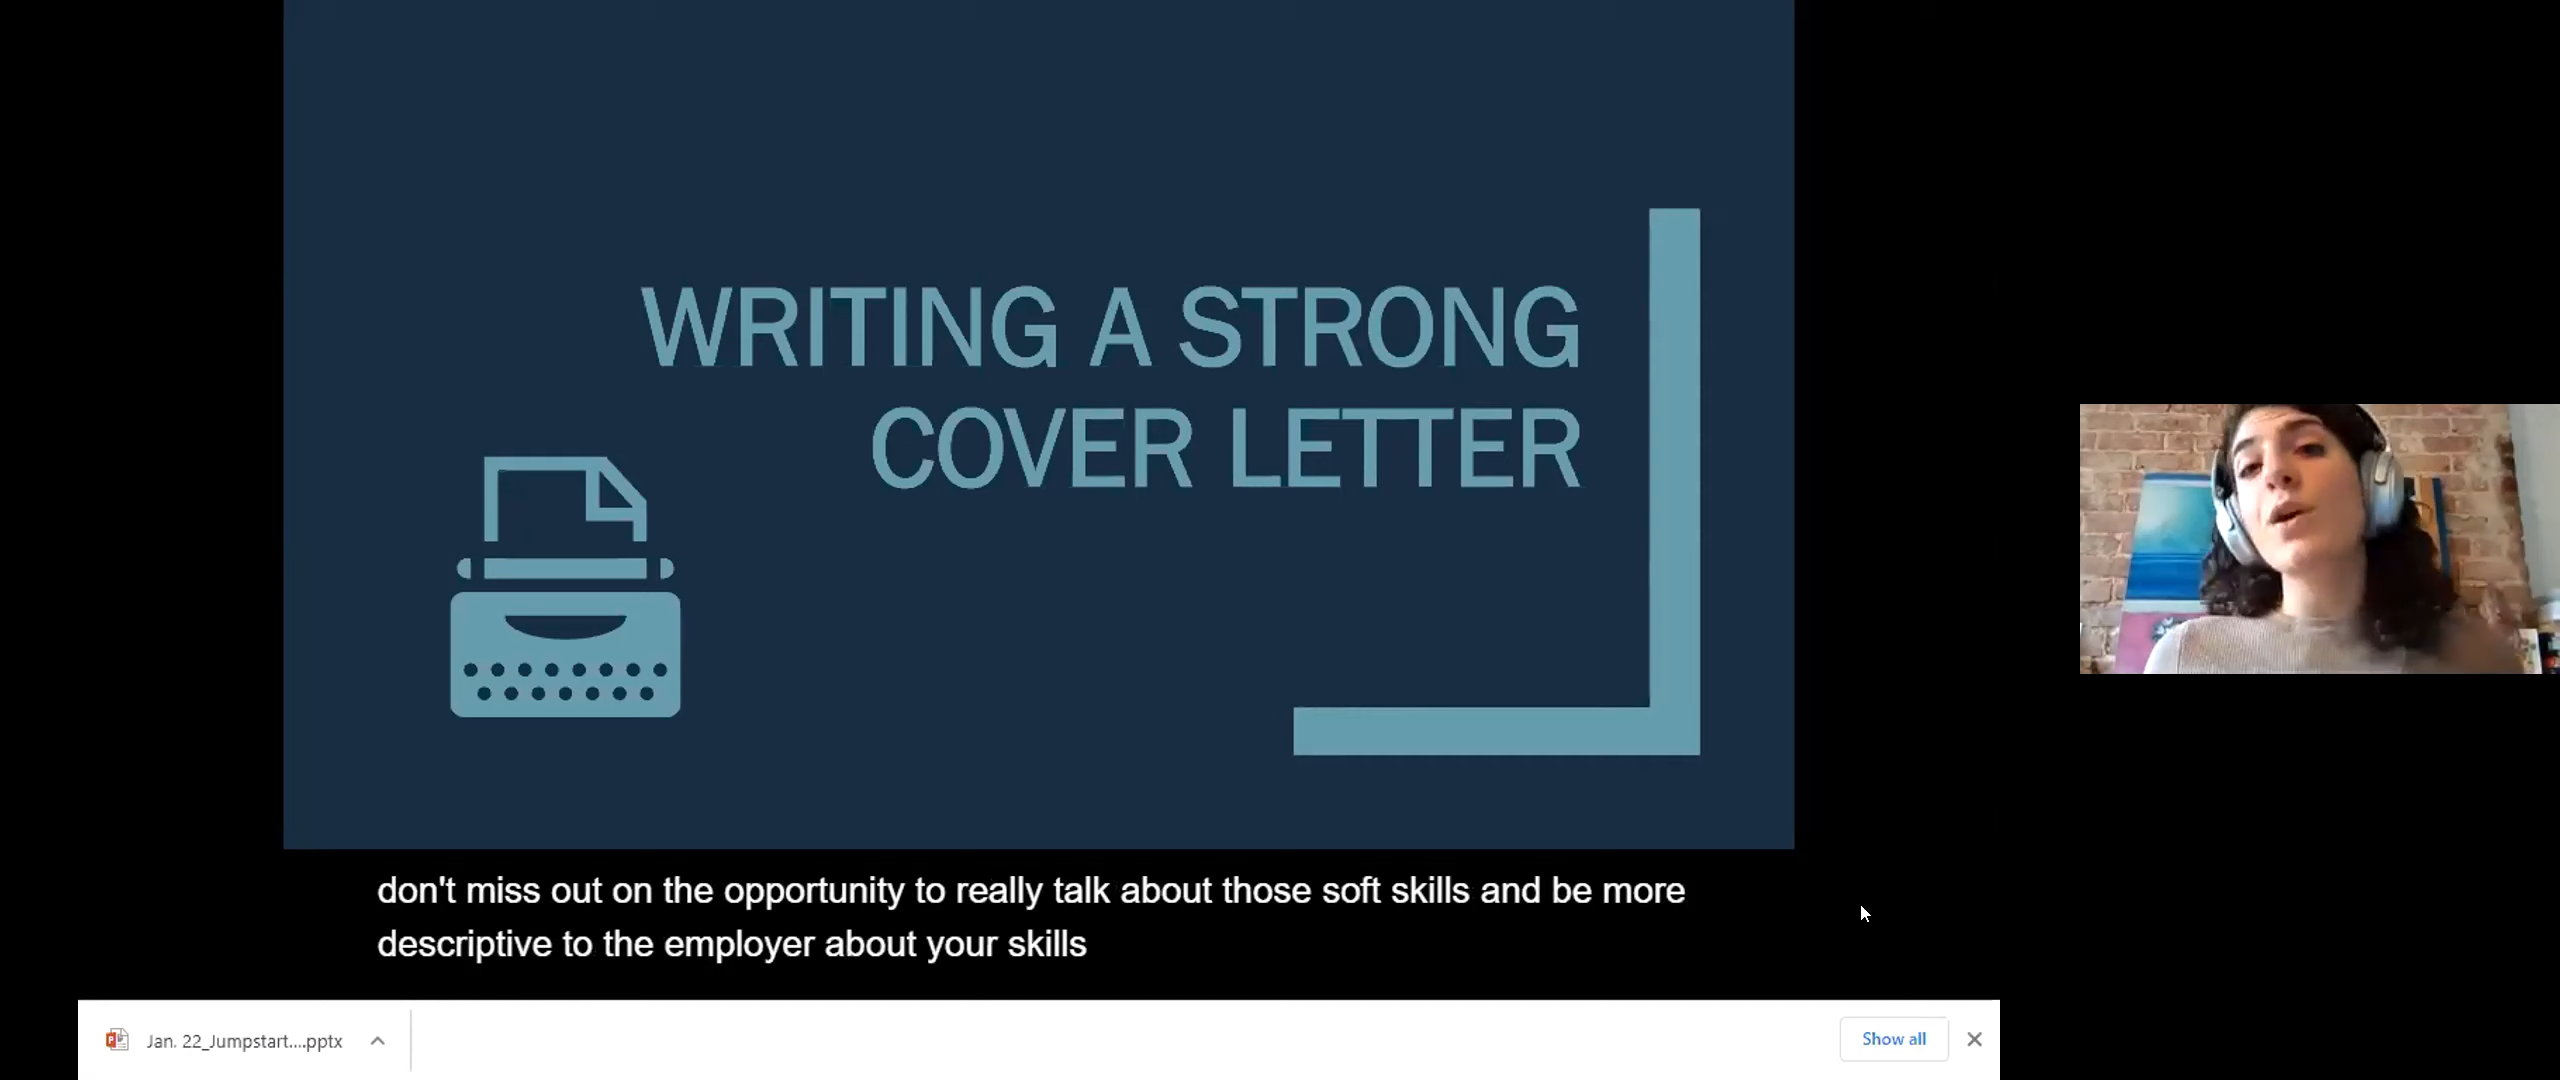 WRITING A STRONG
COVER LETTER
don't miss out on the opportunity to really talk about those soft skills and be more
descriptive to the employer about your skills
Jan. 22_Jumpstart....pptx
Show all